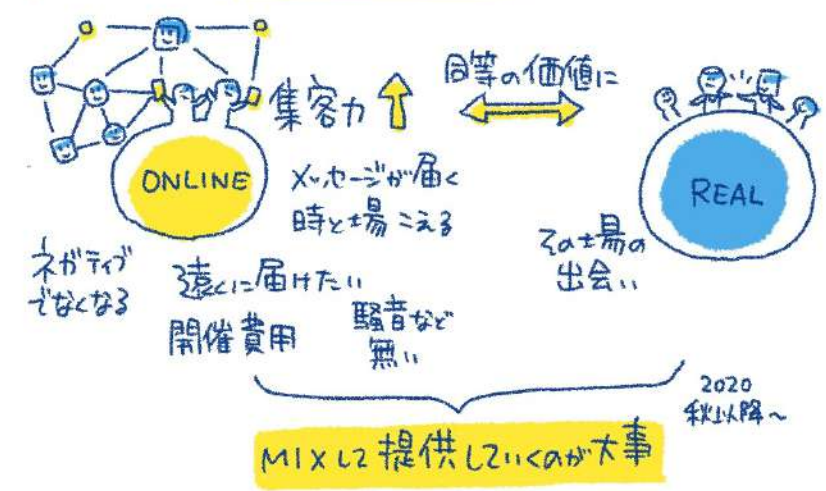 集客力
同等の価値に
ONLINE
メッセージが届く
時と場こえる
REAL
その場の
出会い
ネガティブ
でなくなる
遠くに届けたい
開催費用
騒音など
無い
2020
秋以降~
MIXして提供していくのが大事